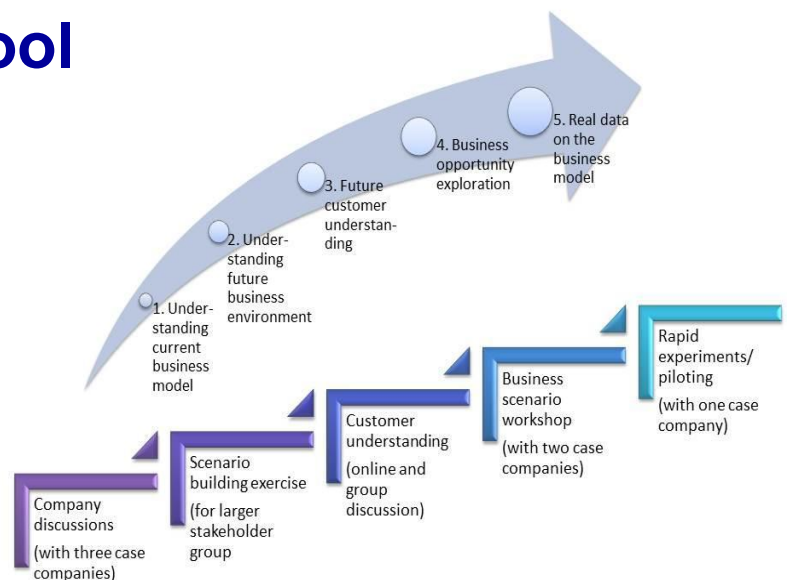 ool
5. Real data
on the
business
model
4. Business
opportunity
exploration
3. Future
customer
understan-
ding
2. Under-
standing
future
business
environment
1. Under-
standing
current
business
model
Rapid
experiments/
piloting
(with one case
company)
Business
scenario
workshop
(with two case
companies)
Customer
understanding
(online and
group
discussion)
Scenario
building exercise
(for larger
stakeholder
group
Company
discussions
(with three case
companies)